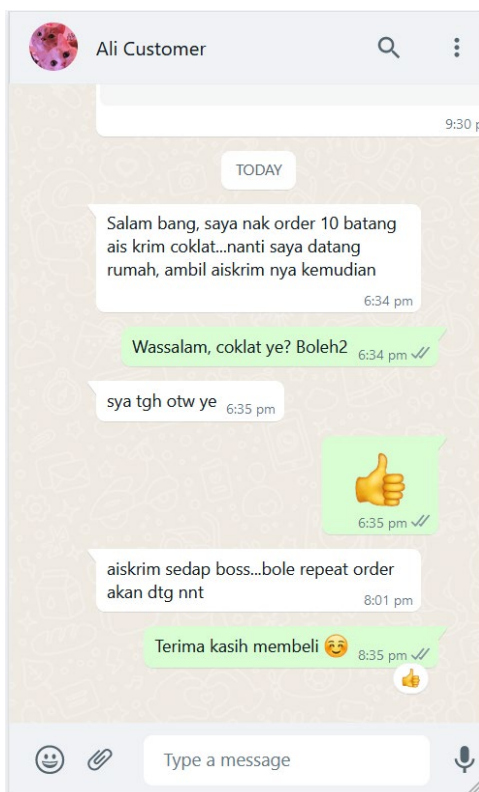 Ali Customer
9:30 p
TODAY
Salam bang, saya nak order 10 batang
ais krim coklat...nanti saya datang
rumah, ambil aiskrim nya kemudian
6:34 pm
Wassalam, coklat ye? Boleh2 6:34 pm
sya tgh otw ye 6:35 pm
6:35 pm
aiskrim sedap boss...bole repeat order
akan dtg nnt
8:01 pm
Terima kasih membeli 8:35 pm
Type a message